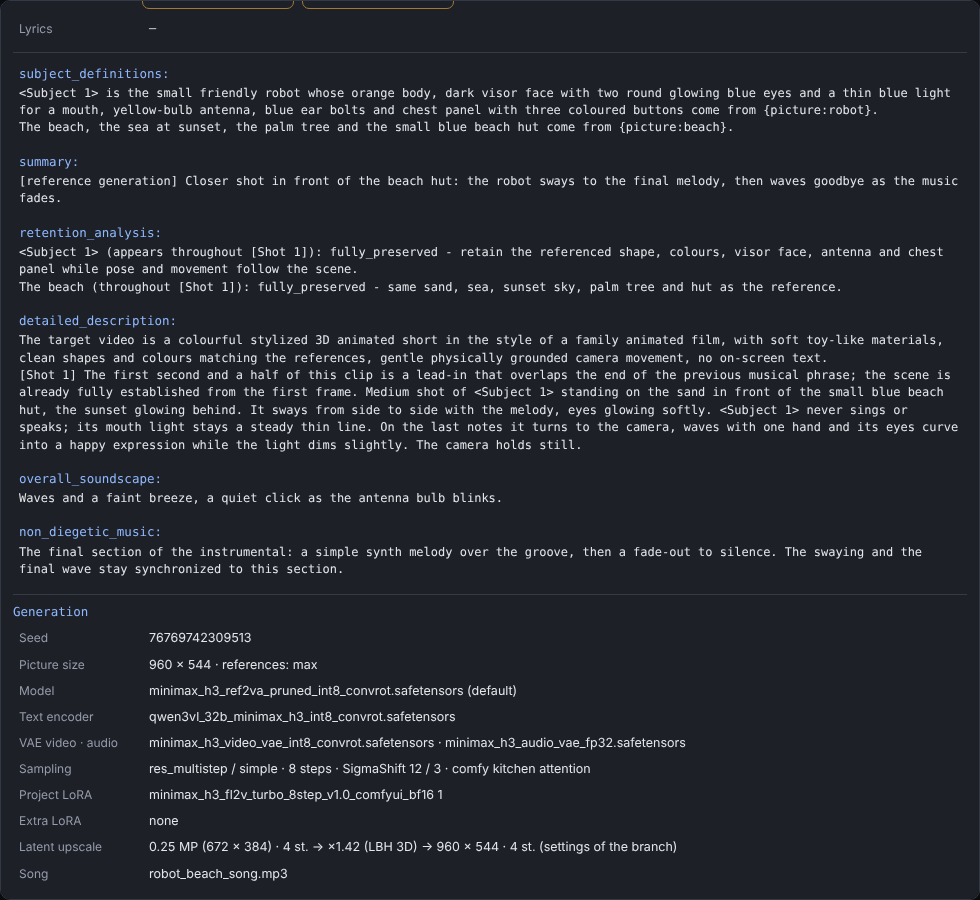 Lyrics –
subject_definitions:
<Subject 1> is the small friendly robot whose orange body, dark visor face with two round glowing blue eyes and a thin blue light
for a mouth, yellow-bulb antenna, blue ear bolts and chest panel with three coloured buttons come from {picture:robot}.
The beach, the sea at sunset, the palm tree and the small blue beach hut come from {picture:beach}.
summary:
[reference generation] Closer shot in front of the beach hut: the robot sways to the final melody, then waves goodbye as the music
fades.
retention_analysis:
<Subject 1> (appears throughout [Shot 1]): fully_preserved - retain the referenced shape, colours, visor face, antenna and chest
panel while pose and movement follow the scene.
The beach (throughout [Shot 1]): fully_preserved - same sand, sea, sunset sky, palm tree and hut as the reference.
detailed_description:
The target video is a colourful stylized 3D animated short in the style of a family animated film, with soft toy-like materials,
clean shapes and colours matching the references, gentle physically grounded camera movement, no on-screen text.
[Shot 1] The first second and a half of this clip is a lead-in that overlaps the end of the previous musical phrase; the scene is
already fully established from the first frame. Medium shot of <Subject 1> standing on the sand in front of the small blue beach
hut, the sunset glowing behind. It sways from side to side with the melody, eyes glowing softly. <Subject 1> never sings or
speaks; its mouth light stays a steady thin line. On the last notes it turns to the camera, waves with one hand and its eyes curve
into a happy expression while the light dims slightly. The camera holds still.
overall_soundscape:
Waves and a faint breeze, a quiet click as the antenna bulb blinks.
non_diegetic_music:
The final section of the instrumental: a simple synth melody over the groove, then a fade-out to silence. The swaying and the
final wave stay synchronized to this section.
Generation
Seed 76769742309513
Picture size 960 × 544 · references: max
Model minimax_h3_ref2va_pruned_int8_convrot.safetensors (default)
Text encoder qwen3vl_32b_minimax_h3_int8_convrot.safetensors
VAE video · audio minimax_h3_video_vae_int8_convrot.safetensors · minimax_h3_audio_vae_fp32.safetensors
Sampling res_multistep / simple · 8 steps · SigmaShift 12 / 3 · comfy kitchen attention
Project LoRA minimax_h3_fl2v_turbo_8step_v1.0_comfyui_bf16 1
Extra LoRA none
Latent upscale 0.25 MP (672 × 384) · 4 st. → ×1.42 (LBH 3D) → 960 × 544 · 4 st. (settings of the branch)
Song robot_beach_song.mp3